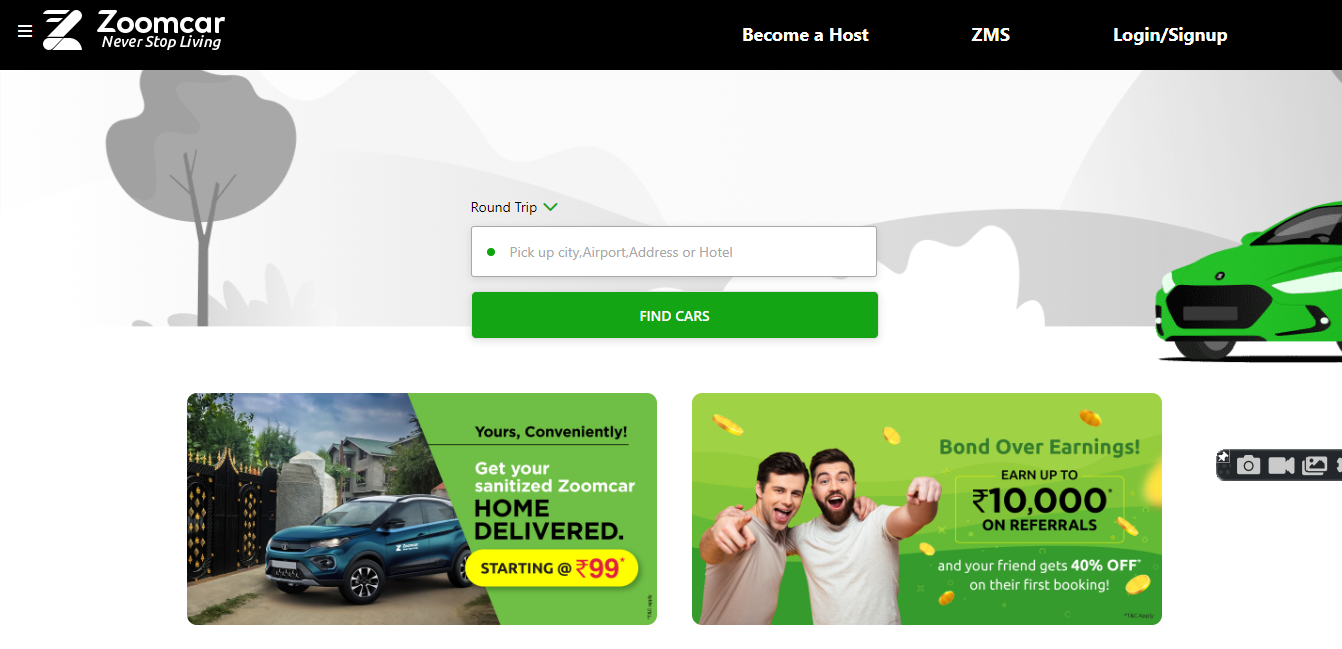 Zoomcar
Never Stop Living
Become a Host
ZMS
Login/Signup
Round Trip
Pick up city,Airport,Address or Hotel
FIND CARS
Yours, Conveniently!
Get your
sanitized Zoomcar
HOME
DELIVERED.
STARTING @ ₹99*
*T&C apply
Zoomcar
Bond Over Earnings!
EARN UP TO
₹10,000*
ON REFERRALS
and your friend gets 40% OFF*
on their first booking!
*T&C Apply